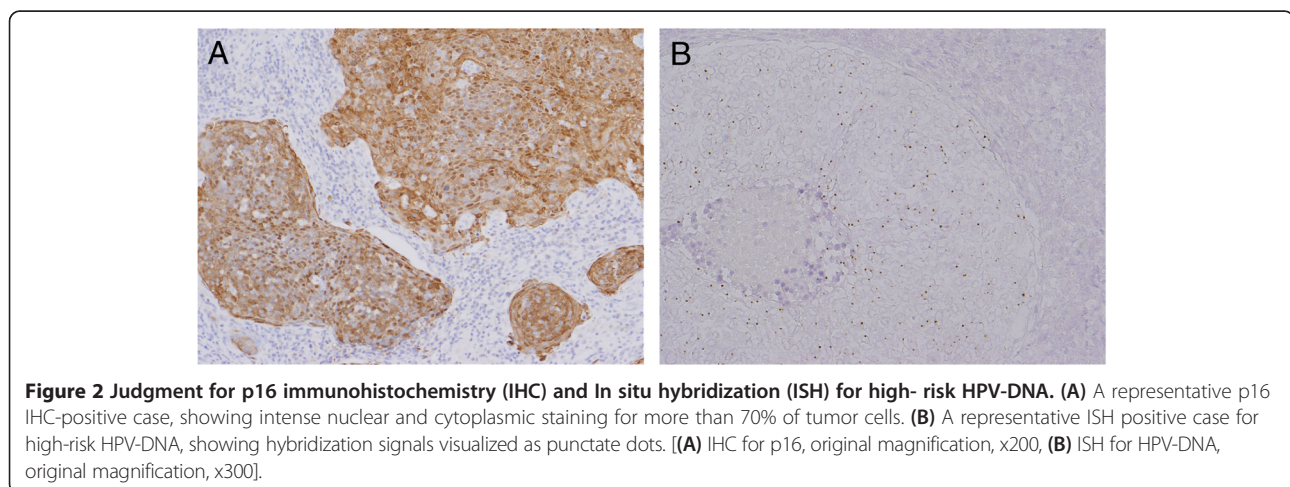 A
B
Figure 2 Judgment for p16 immunohistochemistry (IHC) and In situ hybridization (ISH) for high- risk HPV-DNA. (A) A representative p16
IHC-positive case, showing intense nuclear and cytoplasmic staining for more than 70% of tumor cells. (B) A representative ISH positive case for
high-risk HPV-DNA, showing hybridization signals visualized as punctate dots. [(A) IHC for p16, original magnification, x200, (B) ISH for HPV-DNA,
original magnification, x300].